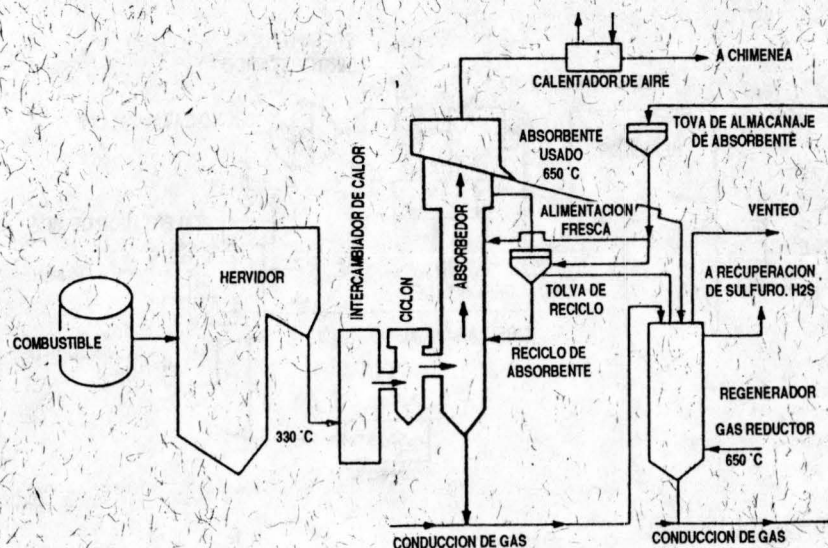 A CHIMENEA
CALENTADOR DE AIRE
TOVA DE ALMACANAJE
DE ABSORBENTE
ABSORBENTE
USADO
650 °C
INTERCAMBIADOR DE CALOR
ALIMENTACION
FRESCA
VENTEO
HERVIDOR
CICLON
ABSORBEDOR
A RECUPERACION
DE SULFURO. H2S
TOLVA DE
RECICLO
COMBUSTIBLE
RECICLO DE
ABSORBENTE
REGENERADOR
GAS REDUCTOR
330 °C
650 °C
CONDUCCION DE GAS
CONDUCCION DE GAS